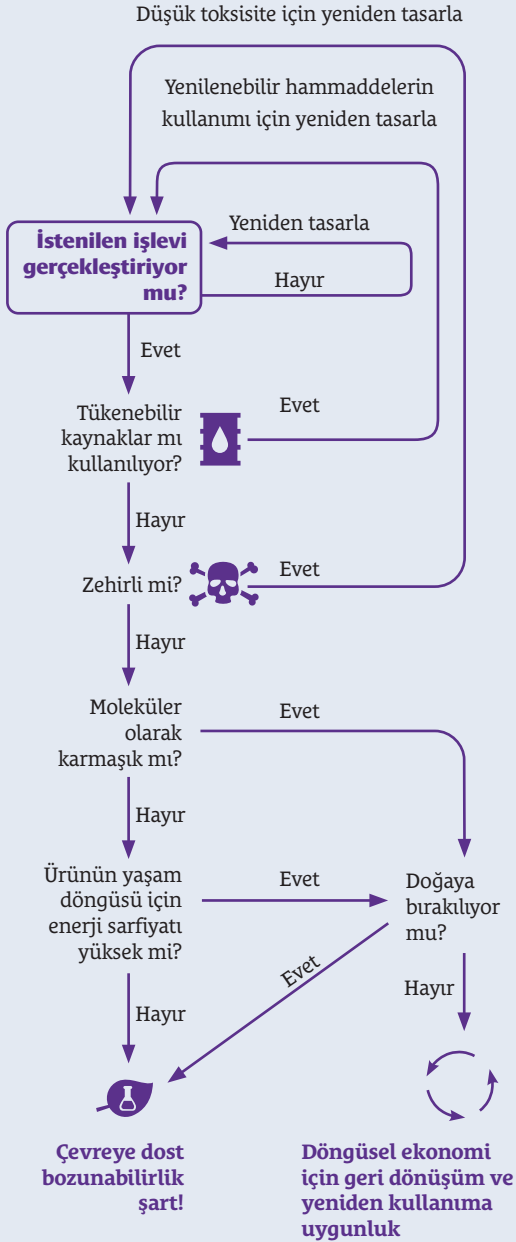 Düşük toksisite için yeniden tasarla
Yenilenebilir hammaddelerin
kullanımı için yeniden tasarla
İstenilen işlevi
gerçekleştiriyor
mu?
Yeniden tasarla
Hayır
Evet
Tükenebilir
kaynaklar mı
kullanılıyor?
Evet
Hayır
Zehirli mi?
Evet
Hayır
Moleküler
olarak
karmaşık mı?
Evet
Hayır
Ürünün yaşam
döngüsü için
enerji sarfiyatı
yüksek mi?
Evet
Doğaya
bırakılıyor
mu?
Evet
Hayır
Hayır
Çevreye dost
bozunabilirlik
şart!
Döngüsel ekonomi
için geri dönüşüm ve
yeniden kullanıma
uygunluk